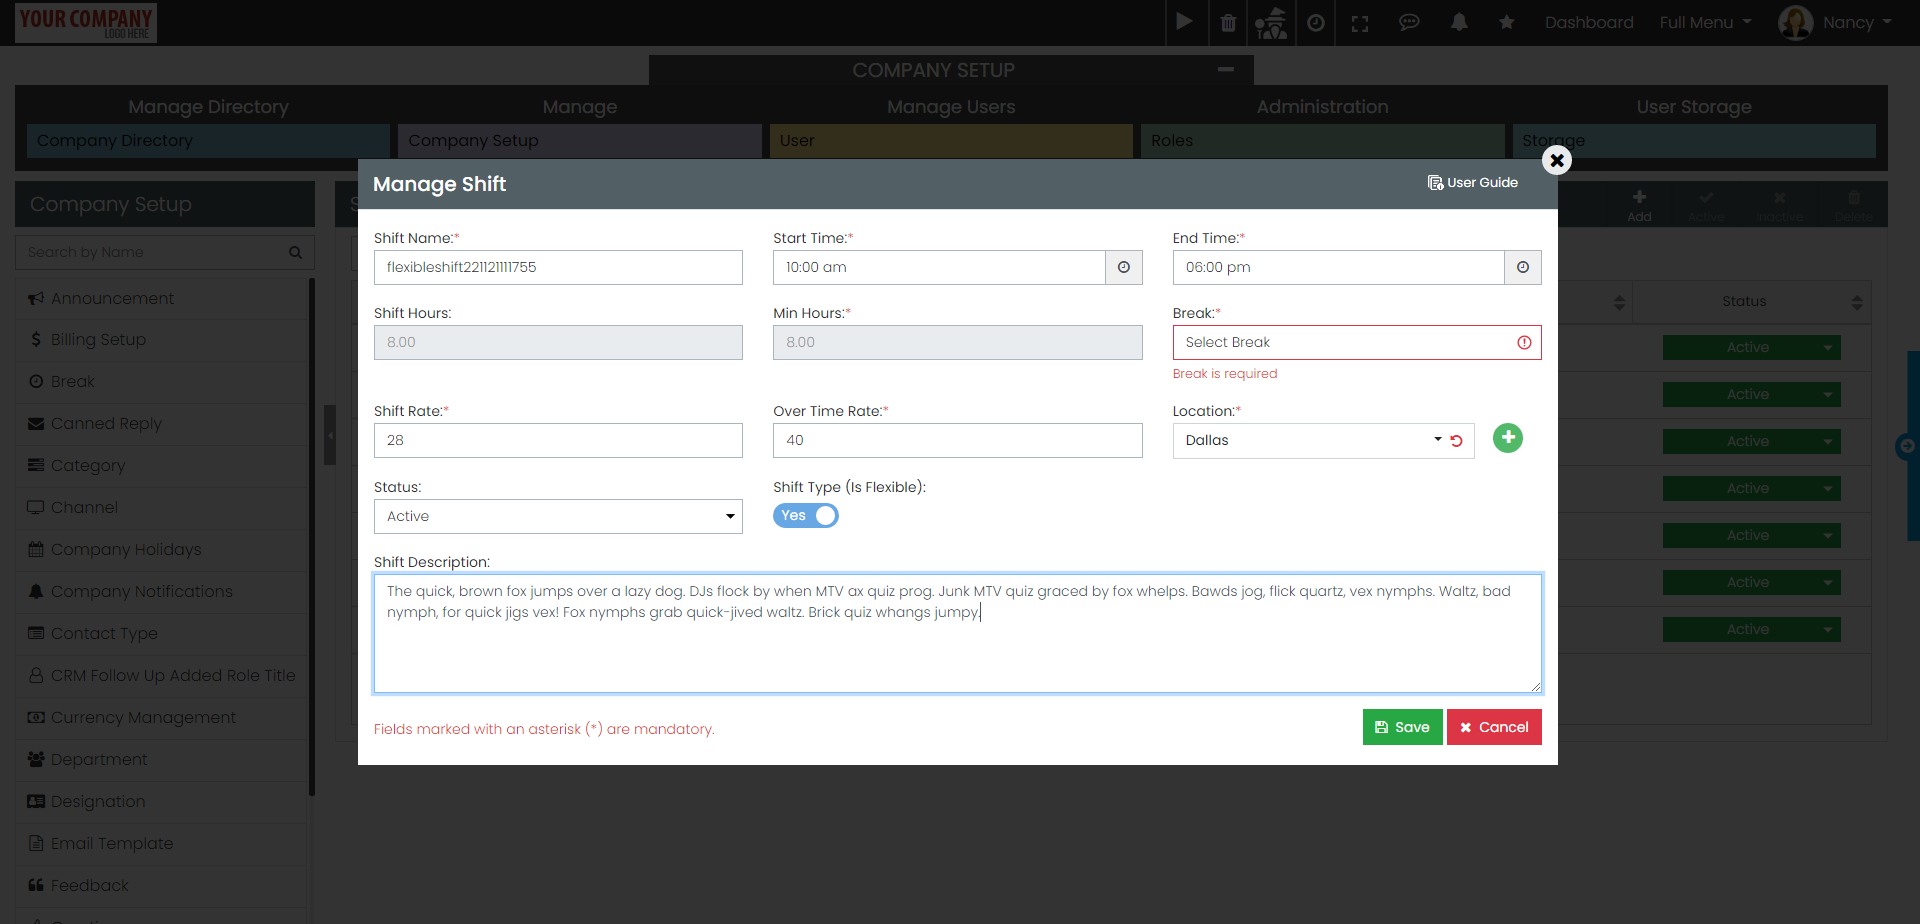 YOUR COMPANY
LOGO HERE
Dashboard
Full Menu
Nancy
COMPANY SETUP
Manage Directory
Manage
Manage Users
Administration
User Storage
Company Directory
Company Setup
User
Roles
Storage
Company Setup
S
Add
Active
Inactive
Delete
Search by Name
Announcement
Billing Setup
Break
Canned Reply
Category
Channel
Company Holidays
Company Notifications
Contact Type
CRM Follow Up Added Role Title
Currency Management
Department
Designation
Email Template
Feedback
Manage Shift
User Guide
Shift Name:*
flexibleshift221121111755
Start Time:*
10:00 am
End Time:*
06:00 pm
Shift Hours:
8.00
Min Hours:*
8.00
Break:*
Select Break
Break is required
Shift Rate:*
28
Over Time Rate:*
40
Location:*
Dallas
Status:
Active
Shift Type (Is Flexible):
Yes
Shift Description:
The quick, brown fox jumps over a lazy dog. DJs flock by when MTV ax quiz prog. Junk MTV quiz graced by fox whelps. Bawds jog, flick quartz, vex nymphs. Waltz, bad
nymph, for quick jigs vex! Fox nymphs grab quick-jived waltz. Brick quiz whangs jumpy.
Fields marked with an asterisk (*) are mandatory.
Save
Cancel
Status
Active
Active
Active
Active
Active
Active
Active